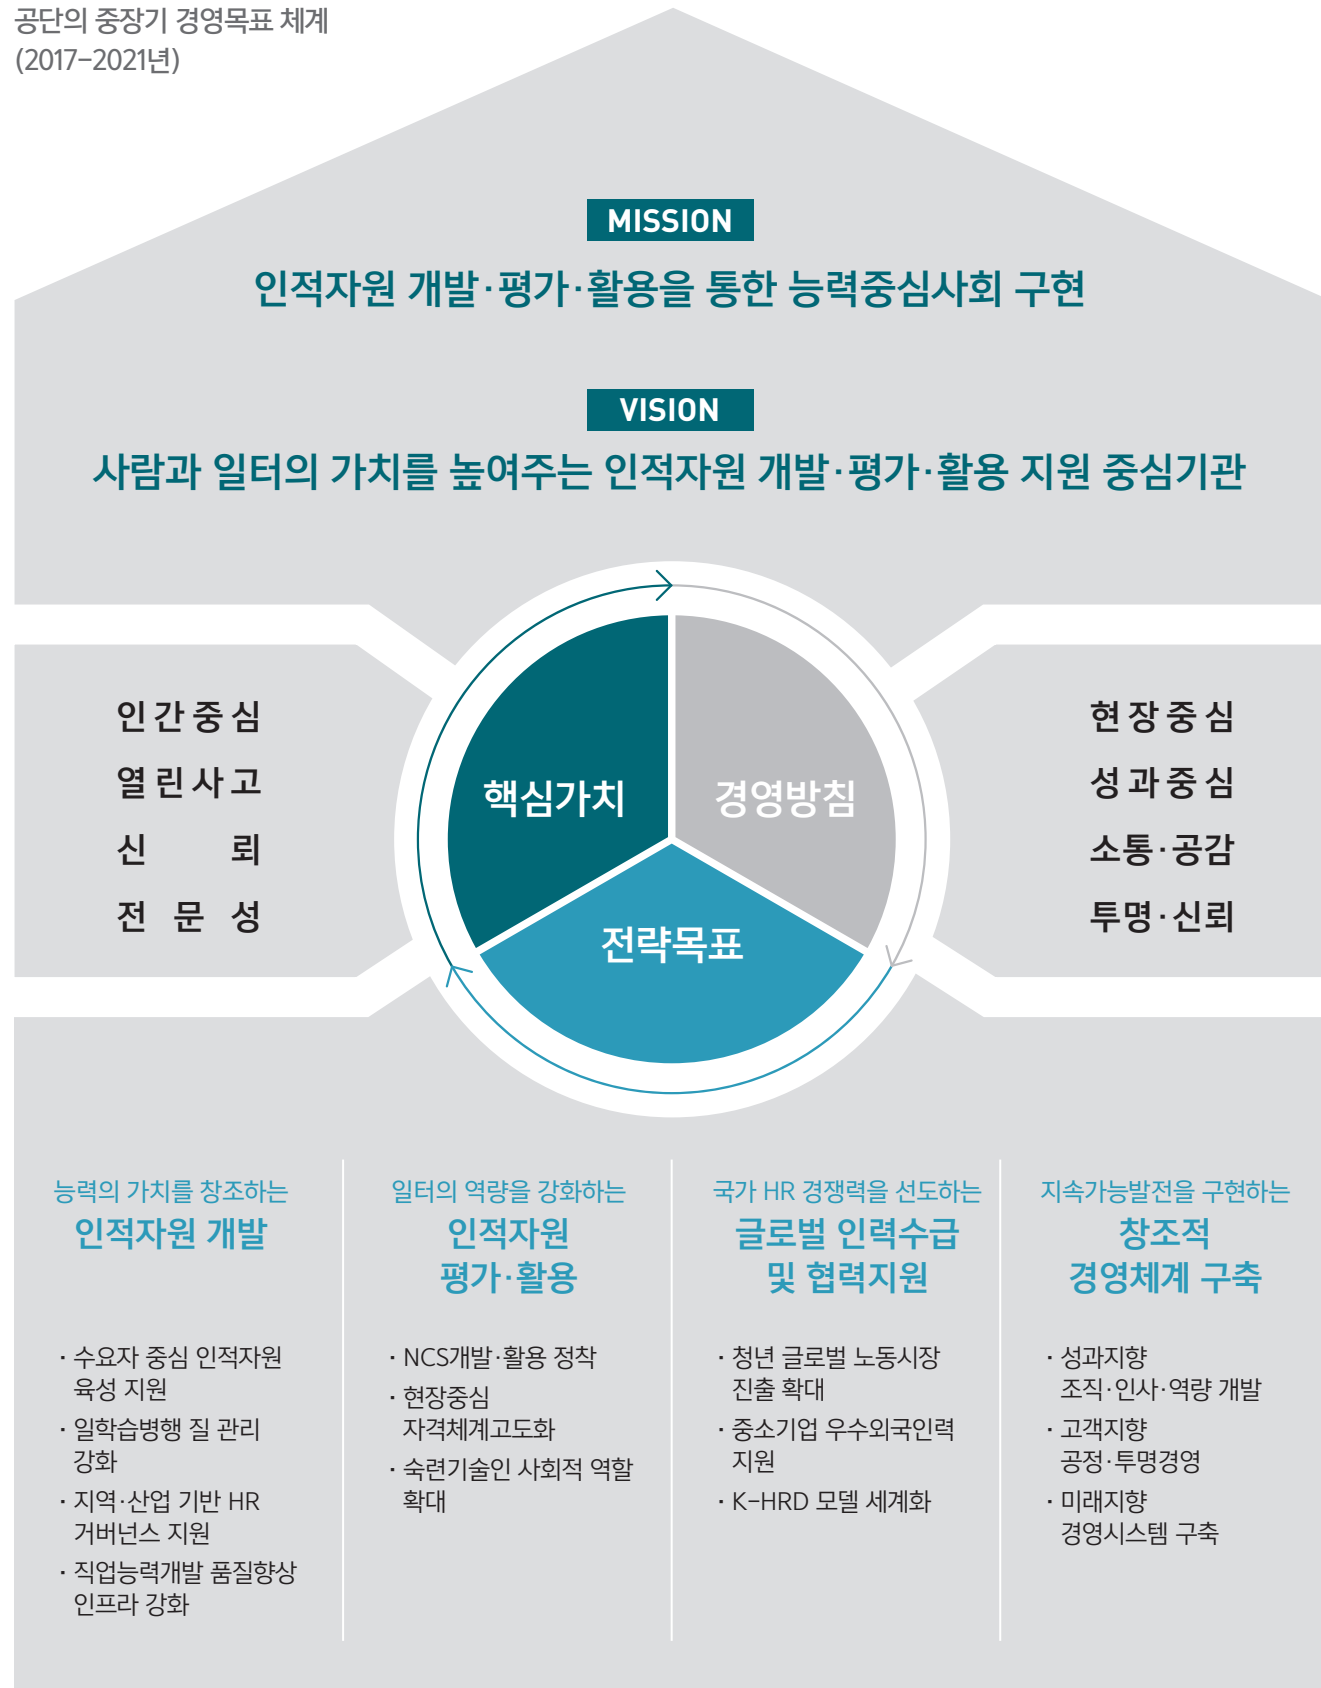 공단의 중장기 경영목표 체계
(2017-2021년)
MISSION
인적자원 개발·평가·활용을 통한 능력중심사회 구현
VISION
사람과 일터의 가치를 높여주는 인적자원 개발·평가·활용 지원 중심기관
인간중심
열린사고
신뢰
전문성
핵심가치
경영방침
전략목표
현장중심
성과중심
소통·공감
투명·신뢰
능력의 가치를 창조하는
인적자원 개발
· 수요자 중심 인적자원
육성 지원
· 일학습병행 질 관리
강화
· 지역·산업 기반 HR
거버넌스 지원
· 직업능력개발 품질향상
인프라 강화
일터의 역량을 강화하는
인적자원
평가·활용
· NCS개발·활용 정착
· 현장중심
자격체계고도화
· 숙련기술인 사회적 역할
확대
국가 HR 경쟁력을 선도하는
글로벌 인력수급
및 협력지원
· 청년 글로벌 노동시장
진출 확대
· 중소기업 우수외국인력
지원
· K-HRD 모델 세계화
지속가능발전을 구현하는
창조적
경영체계 구축
· 성과지향
조직·인사·역량 개발
· 고객지향
공정·투명경영
· 미래지향
경영시스템 구축